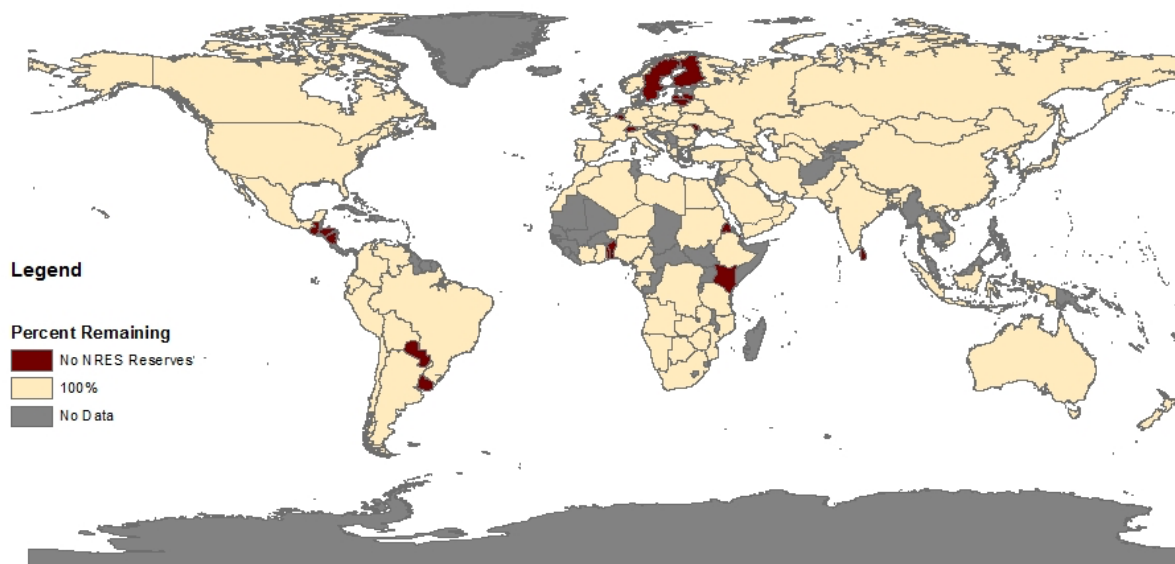 Legend
Percent Remaining
No NRES Reserves
100%
No Data